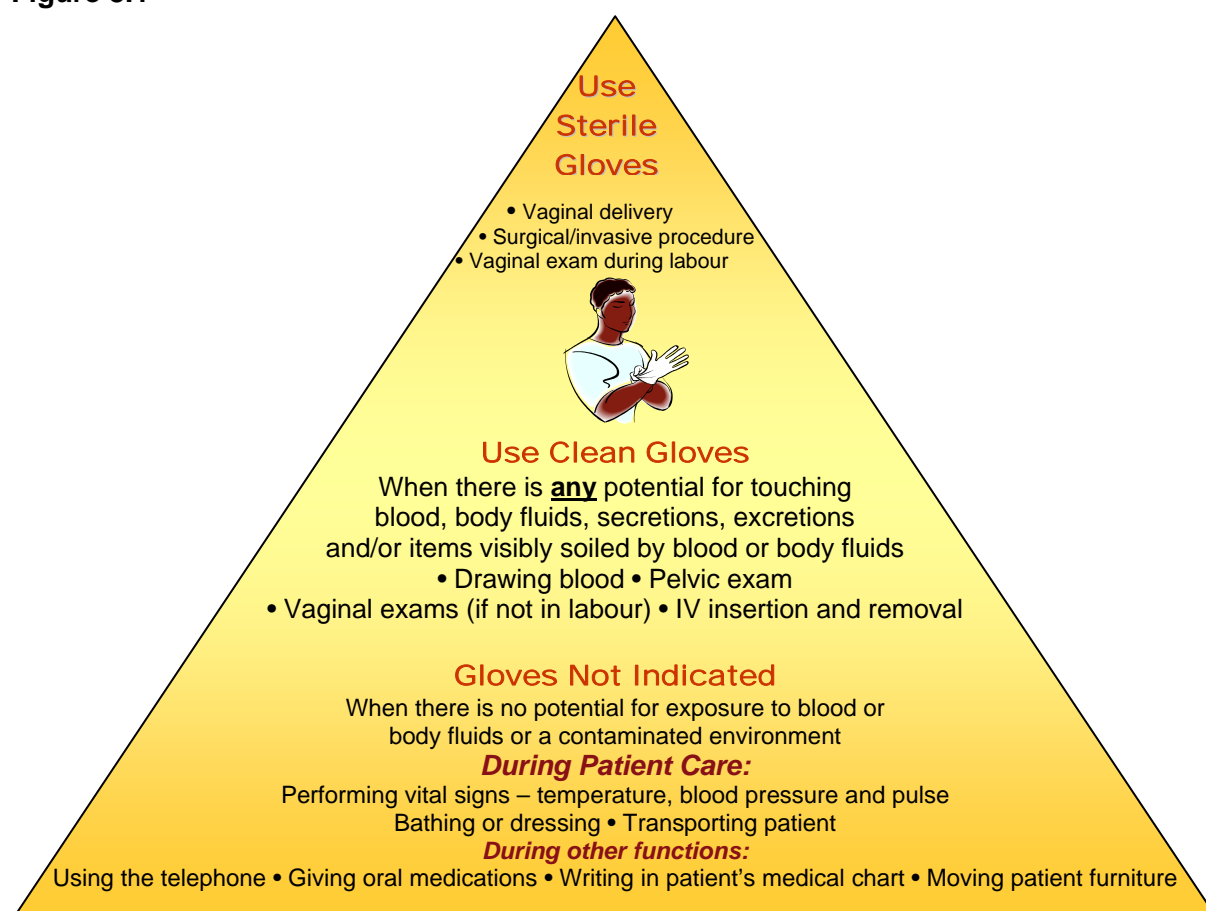 Use
Sterile
Gloves
• Vaginal delivery
• Surgical/invasive procedure
• Vaginal exam during labour
Use Clean Gloves
When there is any potential for touching
blood, body fluids, secretions, excretions
and/or items visibly soiled by blood or body fluids
• Drawing blood • Pelvic exam
• Vaginal exams (if not in labour) • IV insertion and removal
Gloves Not Indicated
When there is no potential for exposure to blood or
body fluids or a contaminated environment
During Patient Care:
Performing vital signs – temperature, blood pressure and pulse
Bathing or dressing • Transporting patient
During other functions:
Using the telephone • Giving oral medications • Writing in patient's medical chart • Moving patient furniture